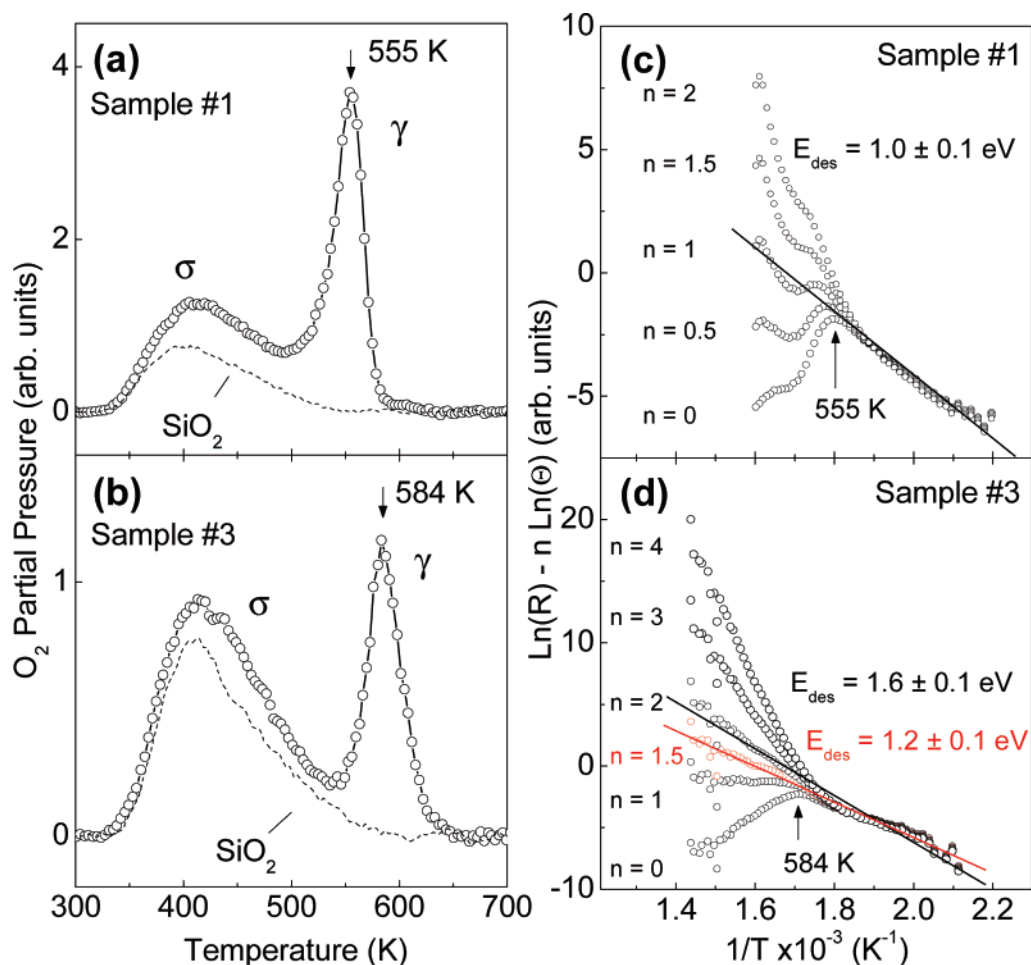 (a)
Sample #1
555 K
γ
σ
SiO2
4
2
0
(b)
Sample #3
584 K
γ
σ
SiO2
1
0
O2 Partial Pressure (arb. units)
300 400 500 600 700
Temperature (K)
(c)
Sample #1
n = 2
Edes = 1.0 ± 0.1 eV
n = 1.5
n = 1
n = 0.5
n = 0
555 K
10
5
0
-5
(d)
Sample #3
n = 4
n = 3
Edes = 1.6 ± 0.1 eV
n = 2
Edes = 1.2 ± 0.1 eV
n = 1.5
n = 1
n = 0
584 K
20
10
0
-10
Ln(R) - n Ln(Θ) (arb. units)
1.4 1.6 1.8 2.0 2.2
1/T x10-3 (K-1)